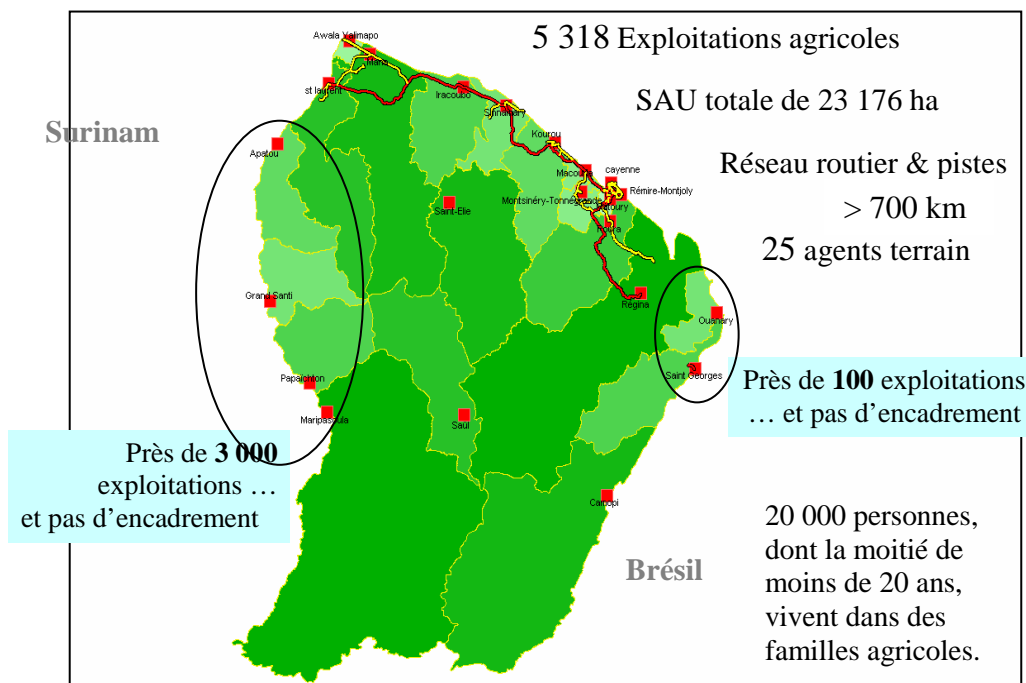 5 318 Exploitations agricoles
SAU totale de 23 176 ha
Réseau routier & pistes
> 700 km
25 agents terrain
Surinam
Brésil
Awala Yalimapo
Mana
st laurent
Iracoubo
Sinnamary
Kourou
Apatou
Macouria
cayenne
Rémire-Montjoly
Montsinéry-Tonnégrande
Matoury
Roura
Saint-Elie
Régina
Grand Santi
Ouanary
Saint Georges
Papaïchton
Maripasoula
Saül
Camopi
Près de 100 exploitations
… et pas d'encadrement
Près de 3 000
exploitations …
et pas d'encadrement
20 000 personnes,
dont la moitié de
moins de 20 ans,
vivent dans des
familles agricoles.